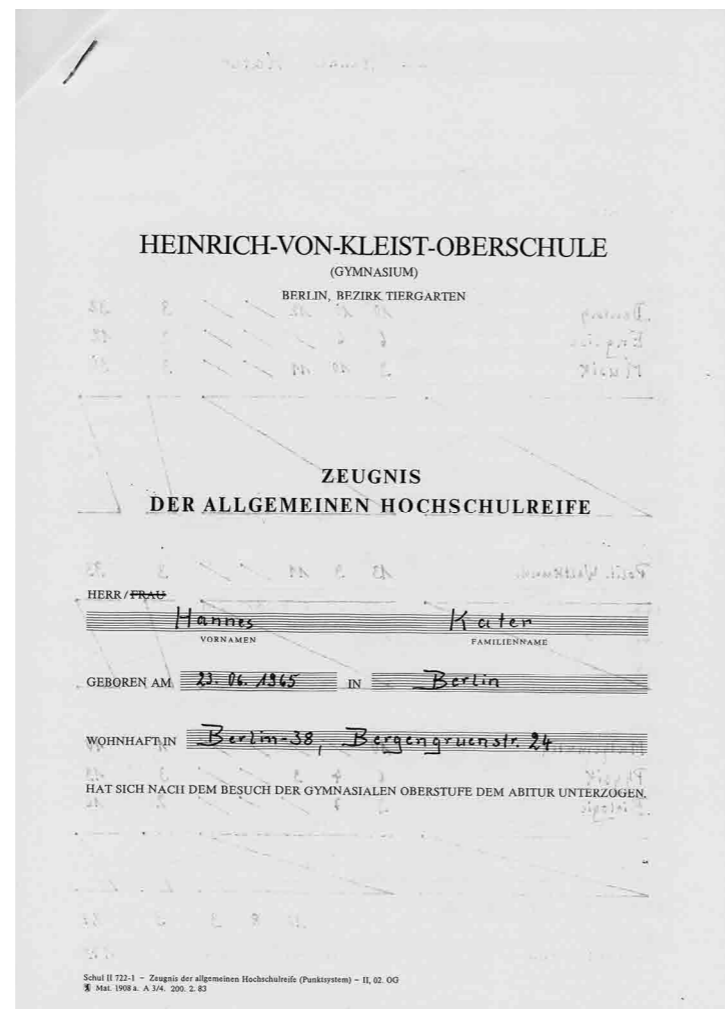 HEINRICH-VON-KLEIST-OBERSCHULE
(GYMNASIUM)
BERLIN, BEZIRK TIERGARTEN
ZEUGNIS
DER ALLGEMEINEN HOCHSCHULREIFE
HERR / FRAU
Hannes Kater
VORNAMEN FAMILIENNAME
GEBOREN AM 23. 06. 1965 IN Berlin
WOHNHAFT IN Berlin-38, Bergengruenstr. 24
HAT SICH NACH DEM BESUCH DER GYMNASIALEN OBERSTUFE DEM ABITUR UNTERZOGEN.
Schul II 722-1 – Zeugnis der allgemeinen Hochschulreife (Punktsystem) – II, 02. OG
Mat. 1908 a. A 3/4. 200. 2. 83